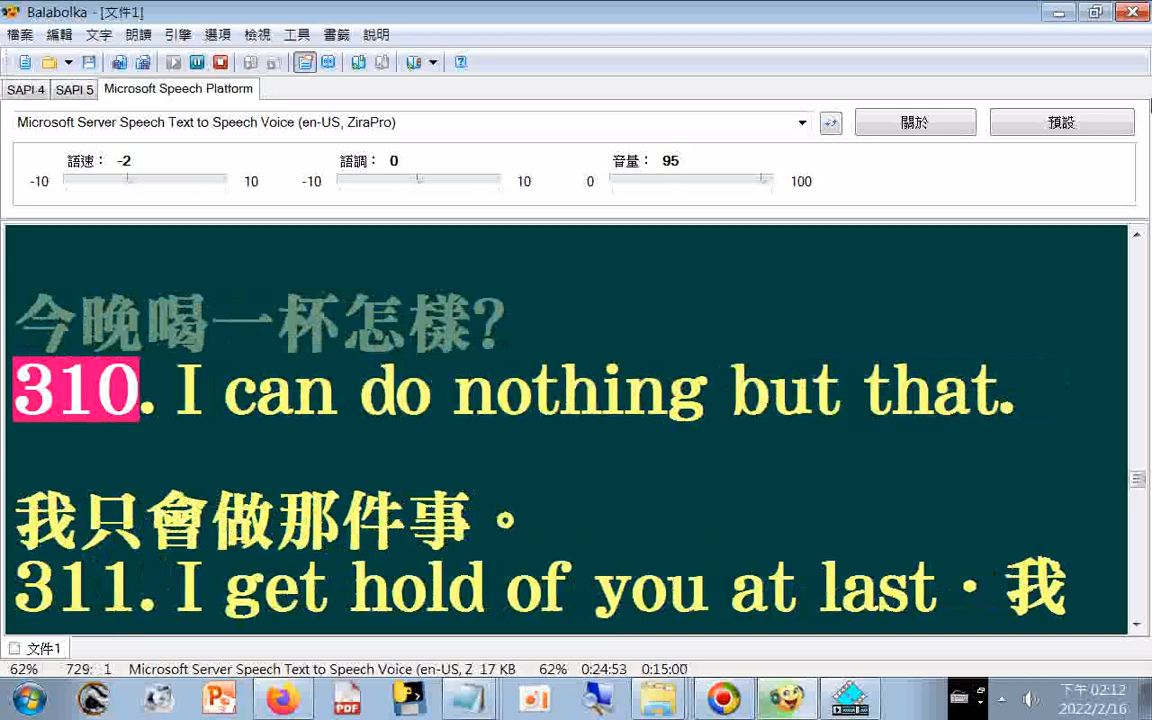 Balabolka - [文件1]
檔案 編輯 文字 朗讀 引擎 選項 檢視 工具 書籤 說明
SAPI 4 SAPI 5 Microsoft Speech Platform
Microsoft Server Speech Text to Speech Voice (en-US, ZiraPro) 關於 預設
語速： -2 語調： 0 音量： 95
-10 10 -10 10 0 100
今晚喝一杯怎樣?
310. I can do nothing but that.
我只會做那件事。
311. I get hold of you at last．我
文件1
62% 729: 1 Microsoft Server Speech Text to Speech Voice (en-US, Z 17 KB 62% 0:24:53 0:15:00
PDF
下午 02:12
2022/2/16